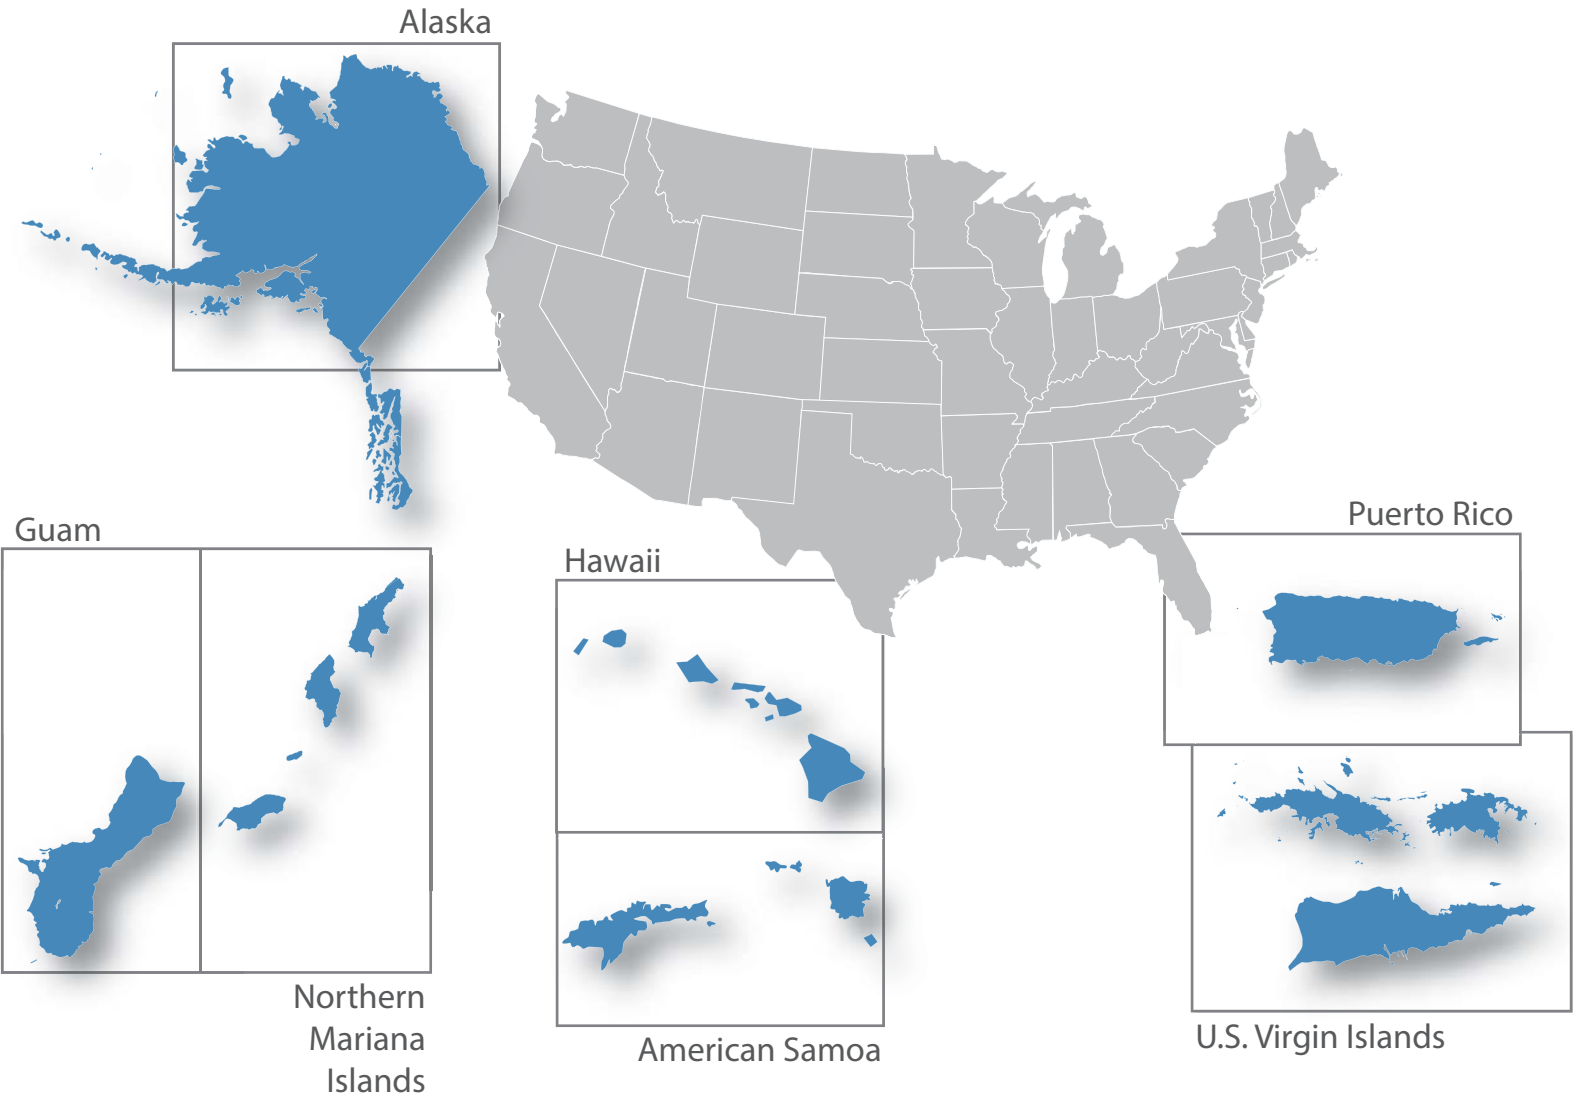 Alaska
Guam
Puerto Rico
Hawaii
Northern
Mariana
Islands
American Samoa
U.S. Virgin Islands